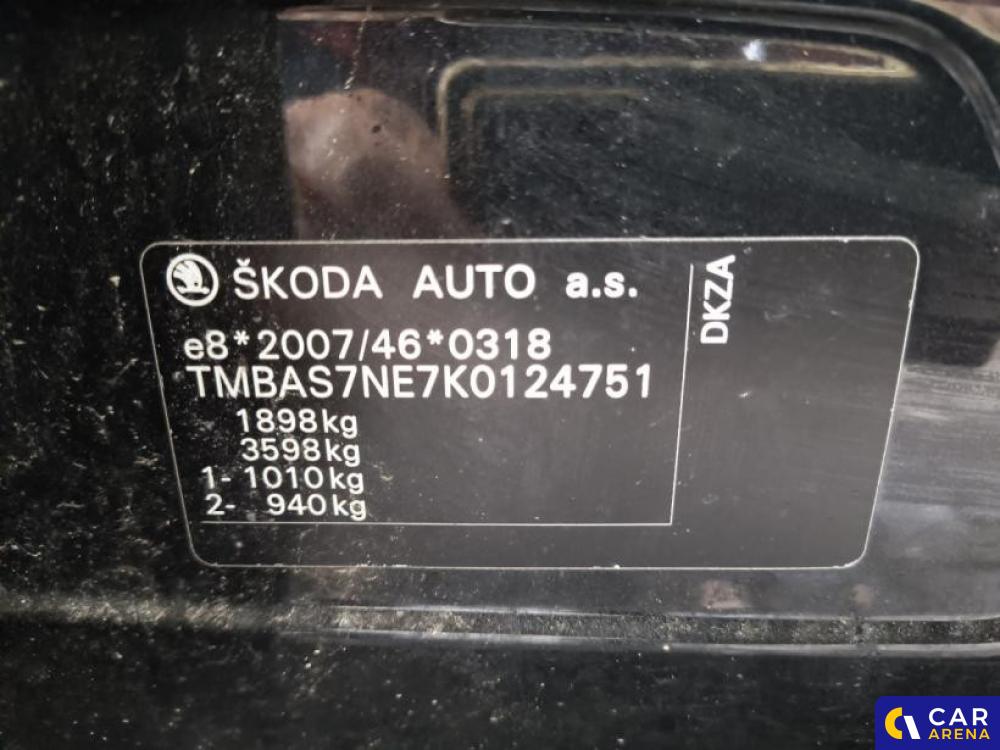 ŠKODA AUTO a.s.
e8*2007/46*0318
TMBAS7NE7K0124751
1898kg
3598kg
1- 1010kg
2- 940kg
DKZA
CAR
ARENA